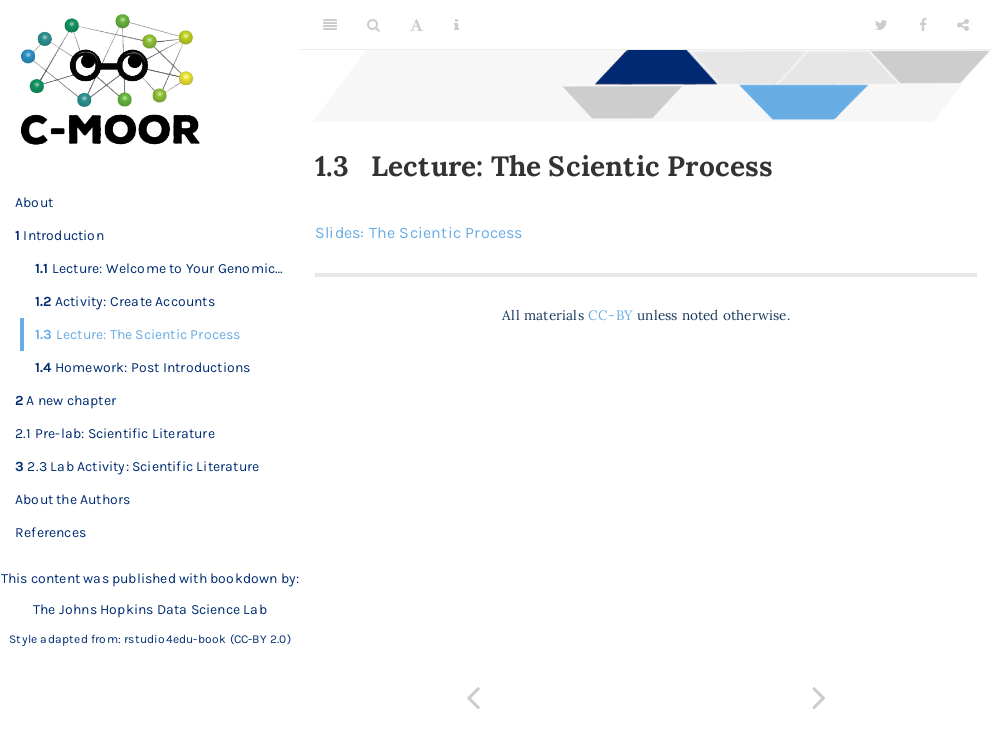 C-MOOR
About
1 Introduction
1.1 Lecture: Welcome to Your Genomic…
1.2 Activity: Create Accounts
1.3 Lecture: The Scientic Process
1.4 Homework: Post Introductions
2 A new chapter
2.1 Pre-lab: Scientific Literature
3 2.3 Lab Activity: Scientific Literature
About the Authors
References
This content was published with bookdown by:
The Johns Hopkins Data Science Lab
Style adapted from: rstudio4edu-book (CC-BY 2.0)
A
1.3 Lecture: The Scientic Process
Slides: The Scientic Process
All materials CC-BY unless noted otherwise.